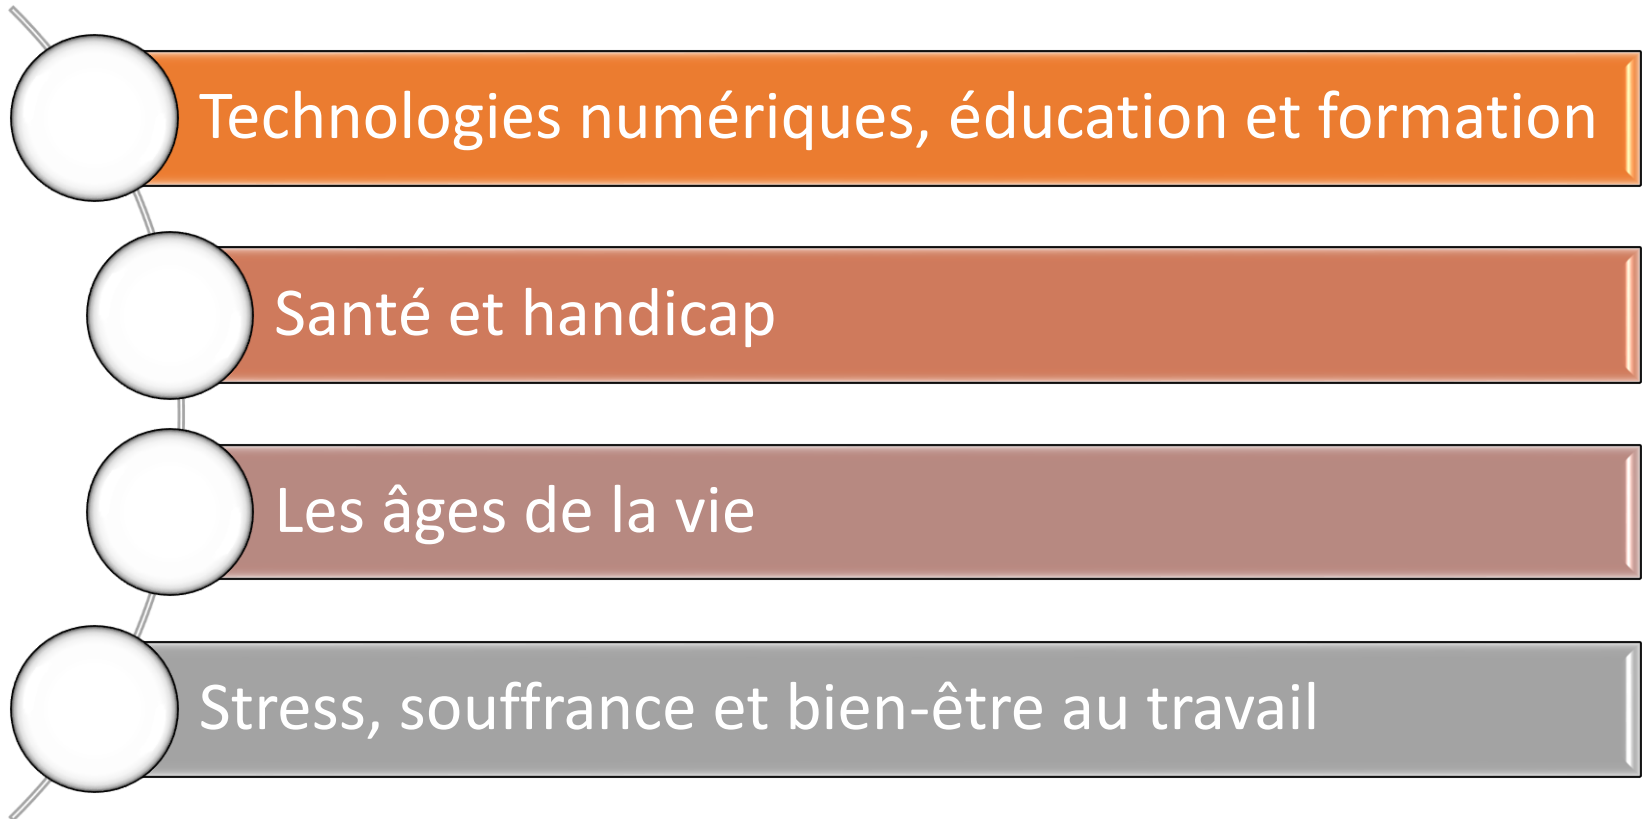 Technologies numériques, éducation et formation
Santé et handicap
Les âges de la vie
Stress, souffrance et bien-être au travail